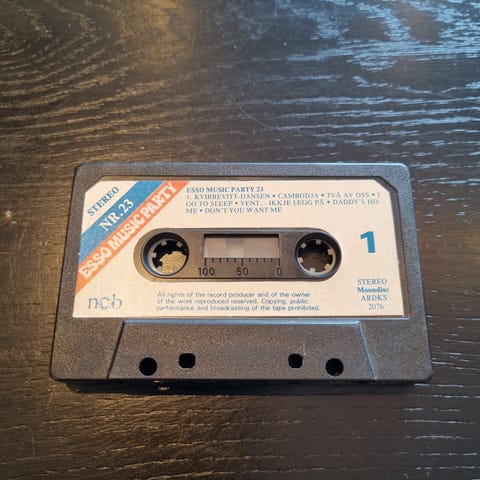 STEREO
NR. 23
ESSO MUSIC PARTY
ESSO MUSIC PARTY 23
1. KVIRREVITT-DANSEN • CAMBODJA • TVÅ AV OSS • I
GO TO SLEEP • VENT, - IKKJE LEGG PÅ • DADDY'S HO-
ME • DON'T YOU WANT ME
1
100 50 0
ncb
All rights of the record producer and of the owner
of the work reproduced reserved. Copying, public
performance and broadcasting of the tape prohibited.
STEREO
Moondisc
ARDKS
2076